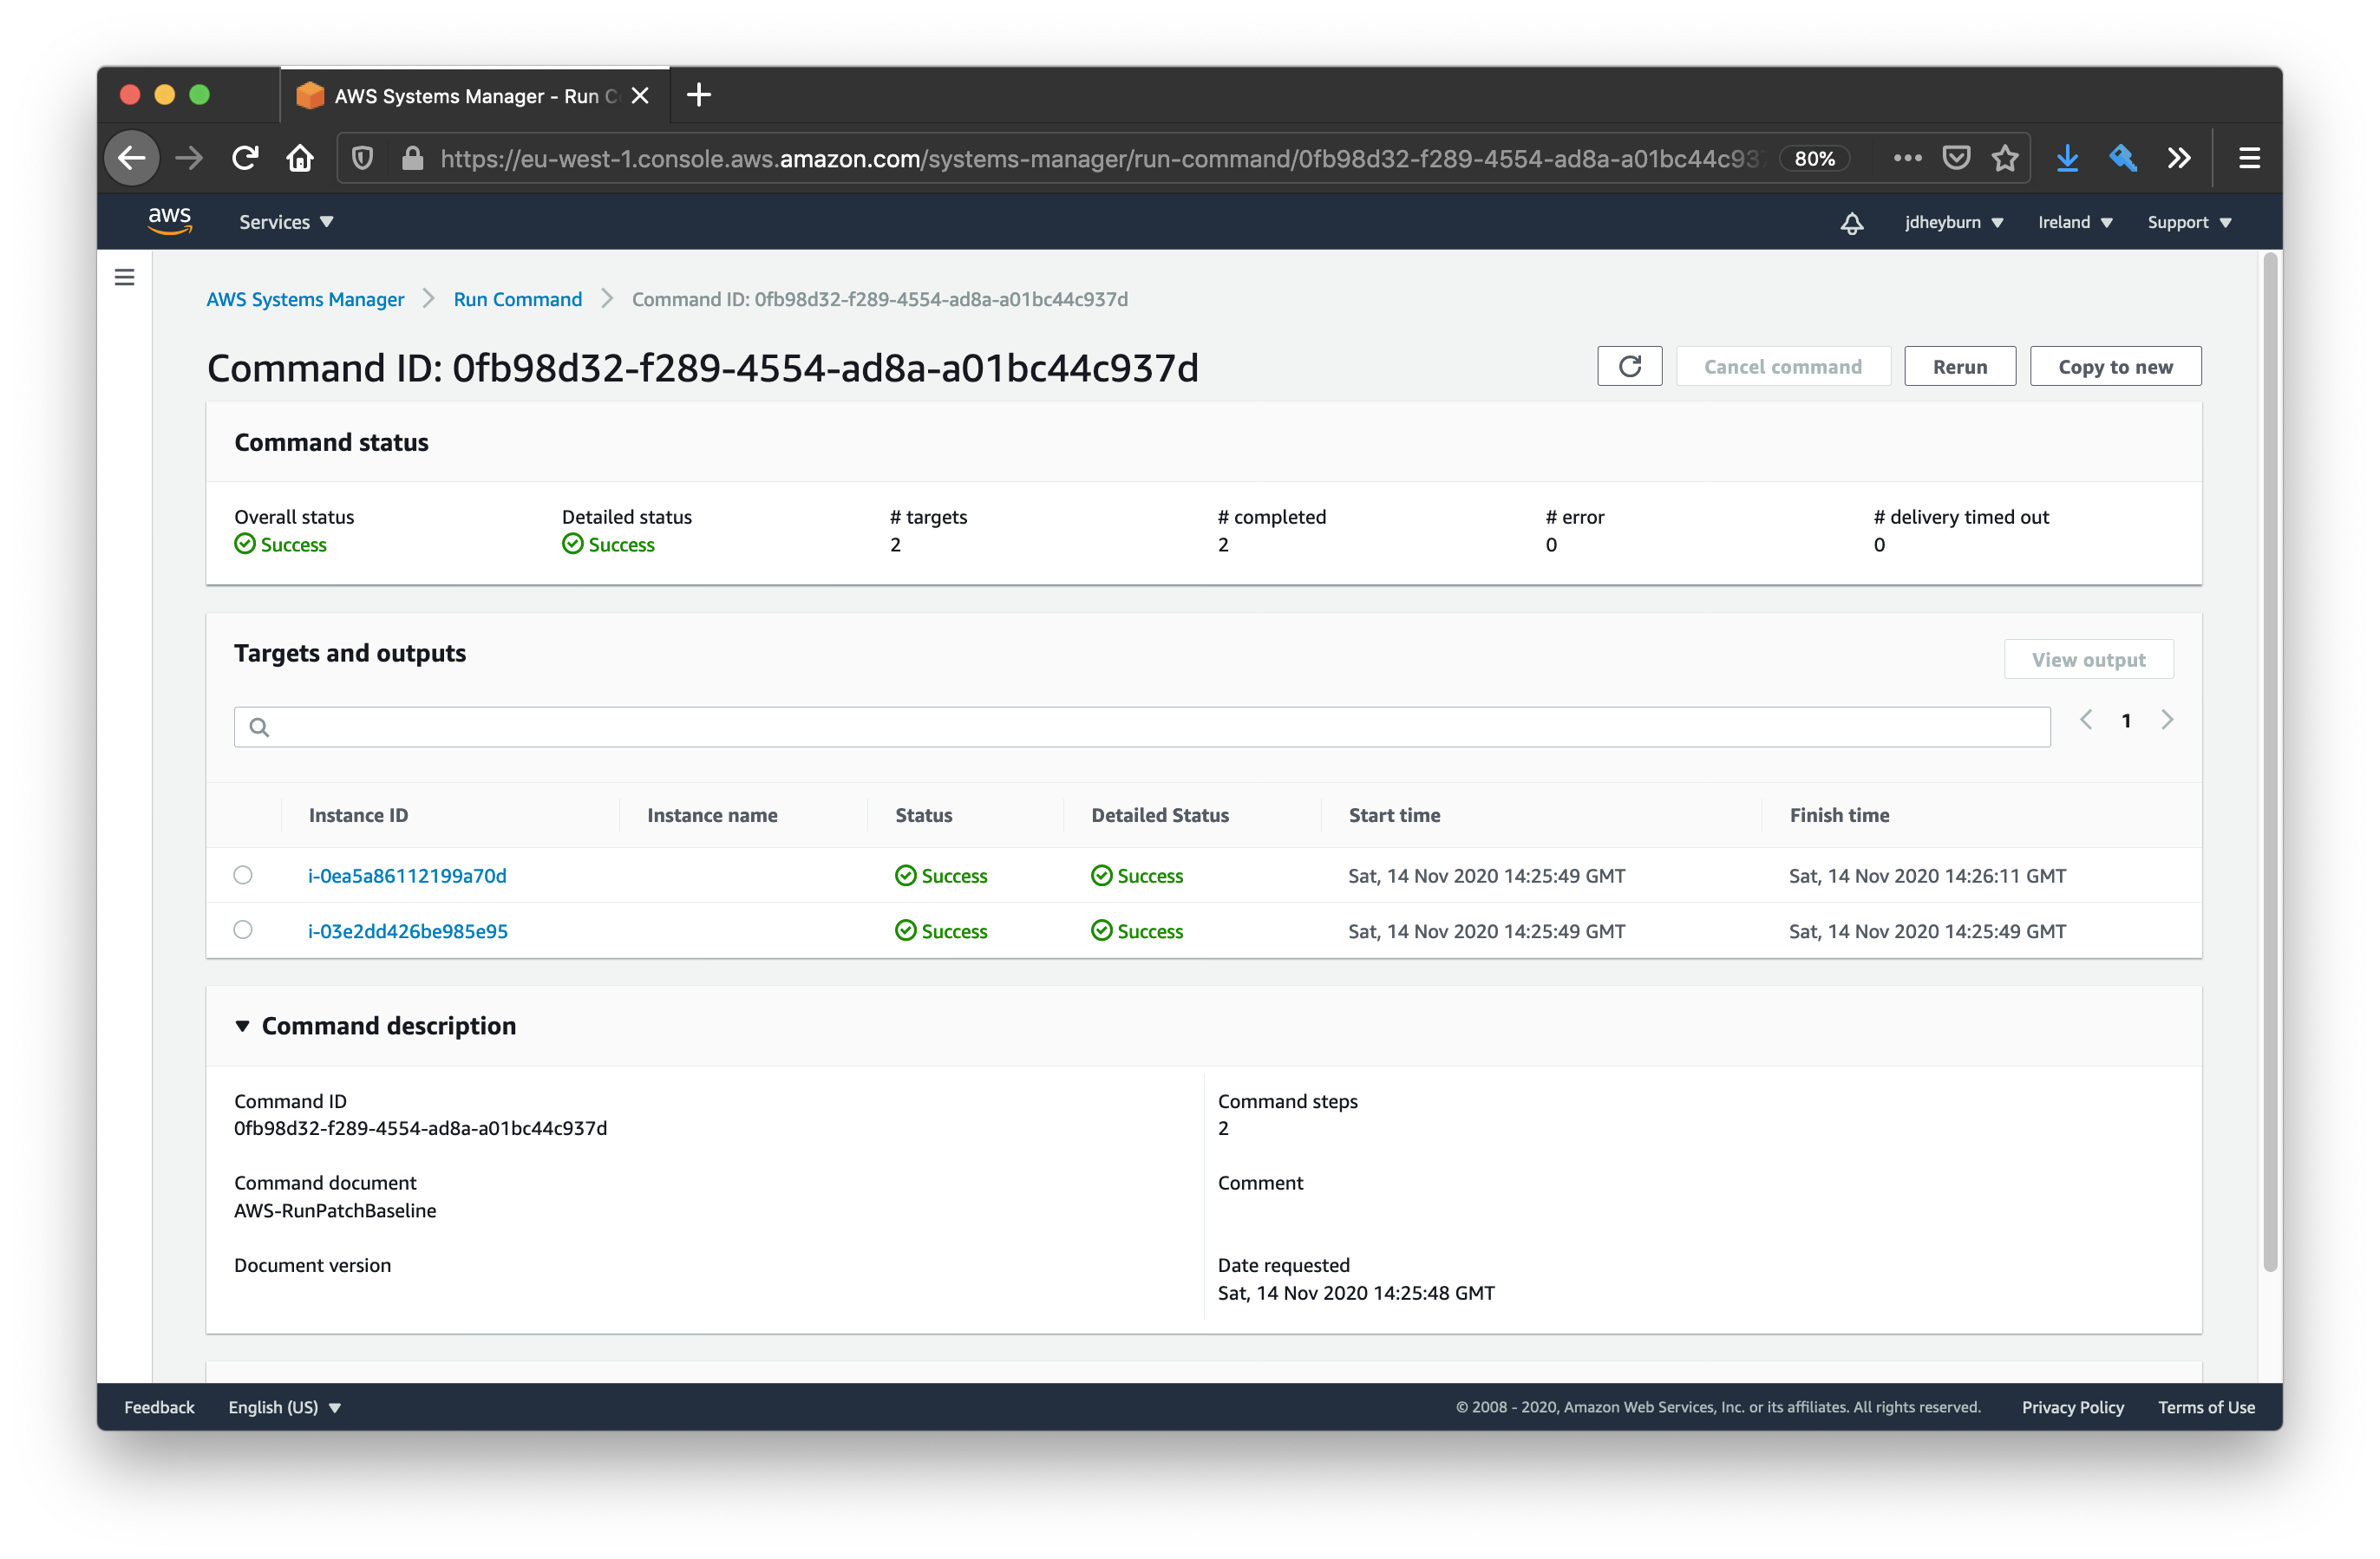 AWS Systems Manager - Run C
https://eu-west-1.console.aws.amazon.com/systems-manager/run-command/0fb98d32-f289-4554-ad8a-a01bc44c93 80%
aws Services jdheyburn Ireland Support
AWS Systems Manager Run Command Command ID: 0fb98d32-f289-4554-ad8a-a01bc44c937d
Command ID: 0fb98d32-f289-4554-ad8a-a01bc44c937d Cancel command Rerun Copy to new
Command status
Overall status Detailed status # targets # completed # error # delivery timed out
Success Success 2 2 0 0
Targets and outputs View output
1
Instance ID Instance name Status Detailed Status Start time Finish time
i-0ea5a86112199a70d Success Success Sat, 14 Nov 2020 14:25:49 GMT Sat, 14 Nov 2020 14:26:11 GMT
i-03e2dd426be985e95 Success Success Sat, 14 Nov 2020 14:25:49 GMT Sat, 14 Nov 2020 14:25:49 GMT
Command description
Command ID Command steps
0fb98d32-f289-4554-ad8a-a01bc44c937d 2
Command document Comment
AWS-RunPatchBaseline
Document version Date requested
Sat, 14 Nov 2020 14:25:48 GMT
Feedback English (US) © 2008 - 2020, Amazon Web Services, Inc. or its affiliates. All rights reserved. Privacy Policy Terms of Use